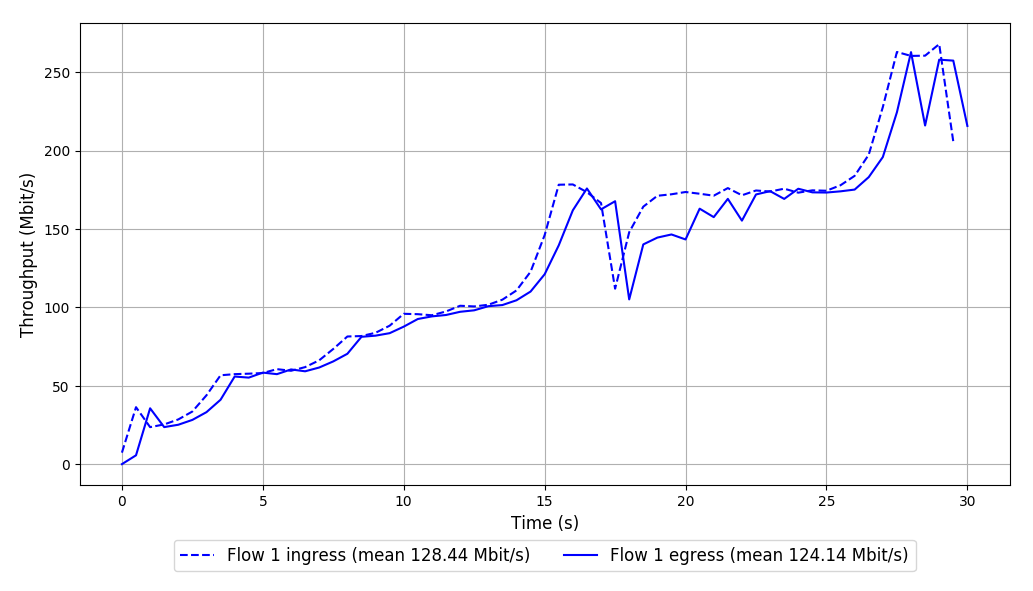 250
200
150
100
50
0
Throughput (Mbit/s)
0 5 10 15 20 25 30
Time (s)
Flow 1 ingress (mean 128.44 Mbit/s) Flow 1 egress (mean 124.14 Mbit/s)